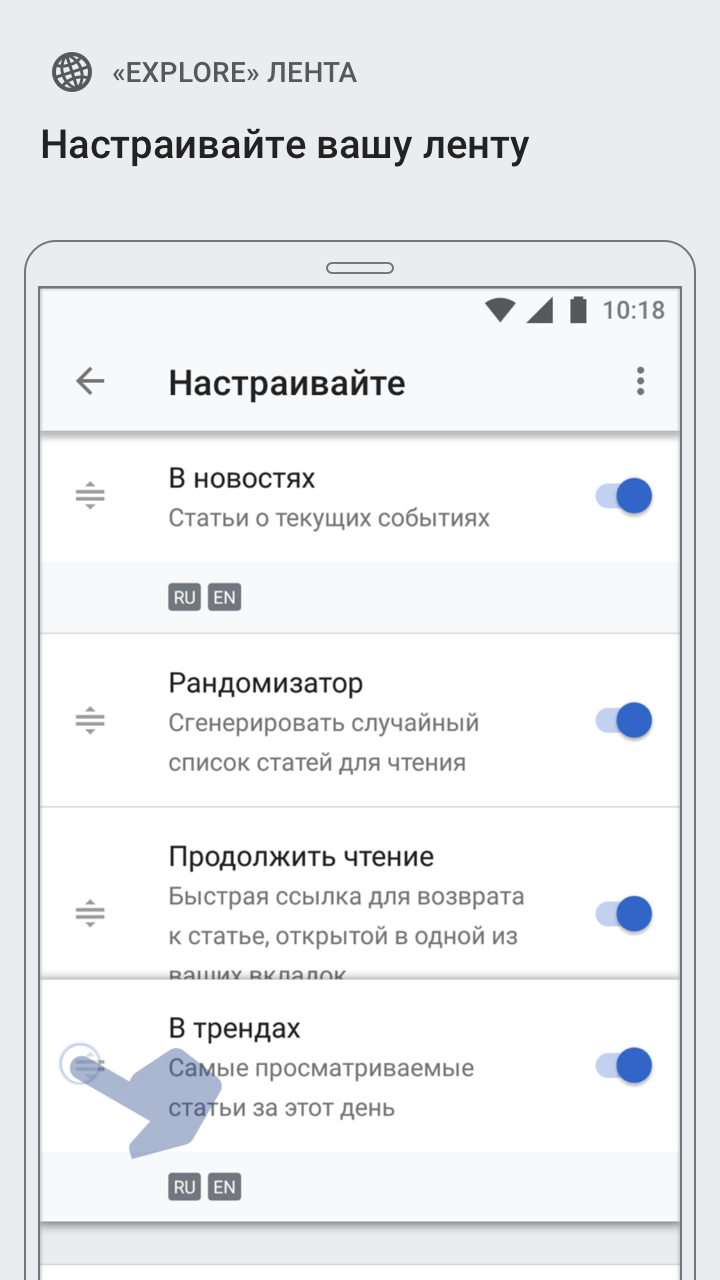 «EXPLORE» ЛЕНТА
Настраивайте вашу ленту
10:18
Настраивайте
В новостях
Статьи о текущих событиях
RU EN
Рандомизатор
Сгенерировать случайный
список статей для чтения
Продолжить чтение
Быстрая ссылка для возврата
к статье, открытой в одной из
ваших вкладок
В трендах
Самые просматриваемые
статьи за этот день
RU EN